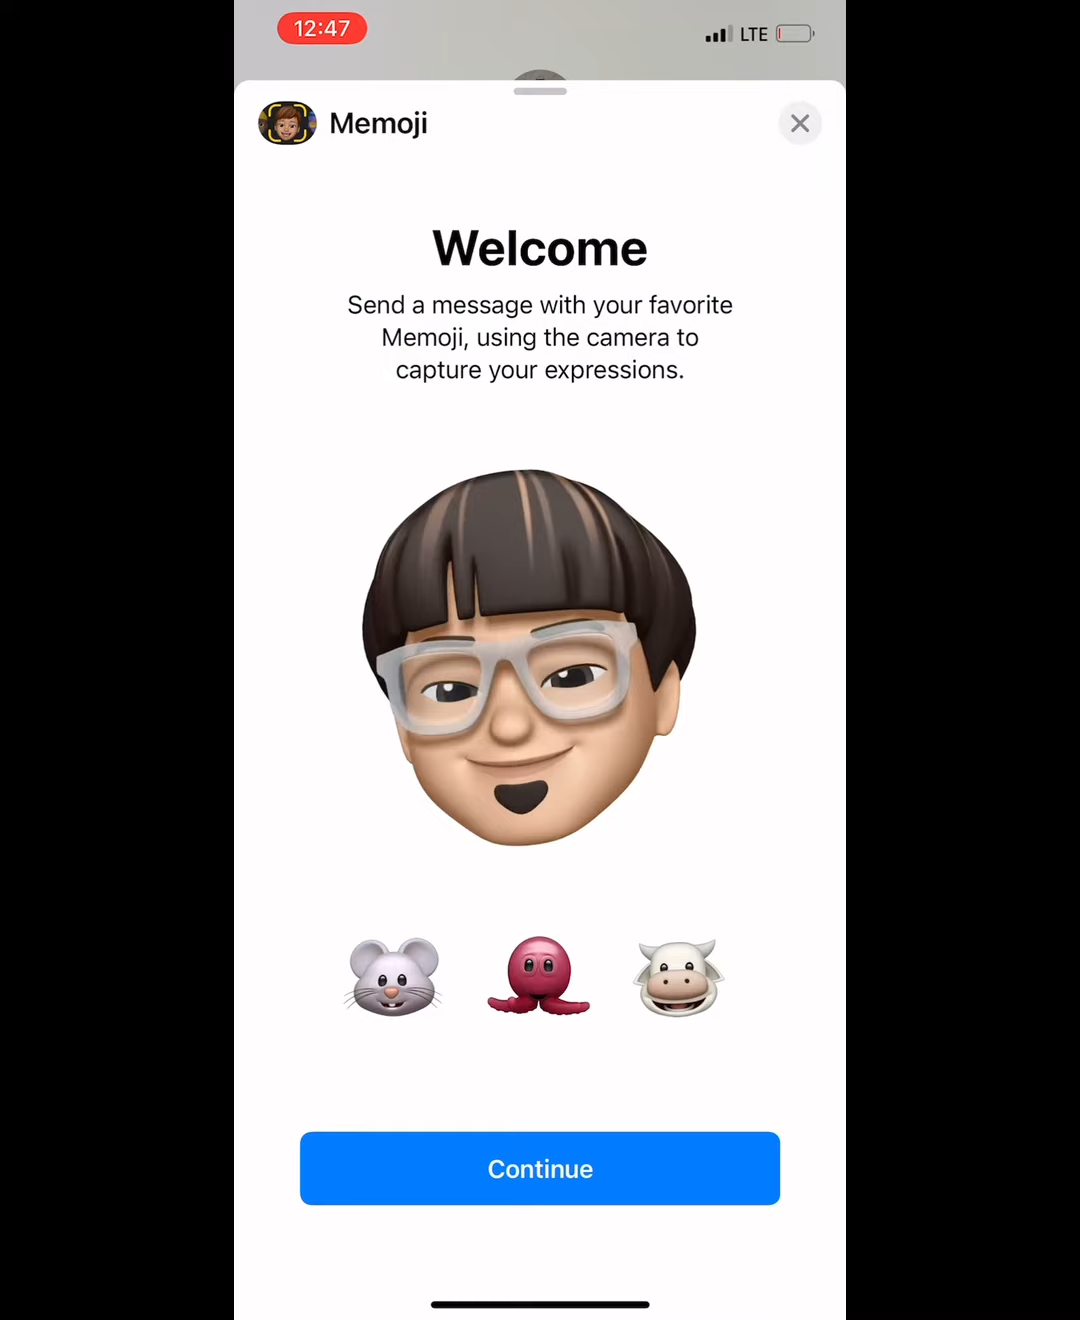 12:47
LTE
Memoji
Welcome
Send a message with your favorite
Memoji, using the camera to
capture your expressions.
Continue